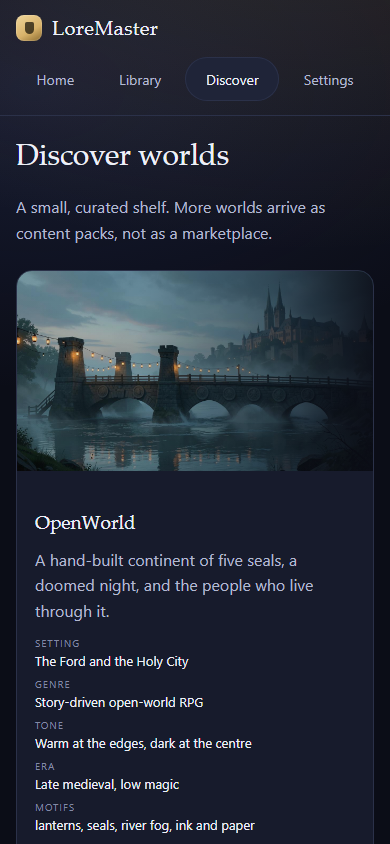 LoreMaster
Home Library Discover Settings
Discover worlds
A small, curated shelf. More worlds arrive as
content packs, not as a marketplace.
OpenWorld
A hand-built continent of five seals, a
doomed night, and the people who live
through it.
SETTING
The Ford and the Holy City
GENRE
Story-driven open-world RPG
TONE
Warm at the edges, dark at the centre
ERA
Late medieval, low magic
MOTIFS
lanterns, seals, river fog, ink and paper